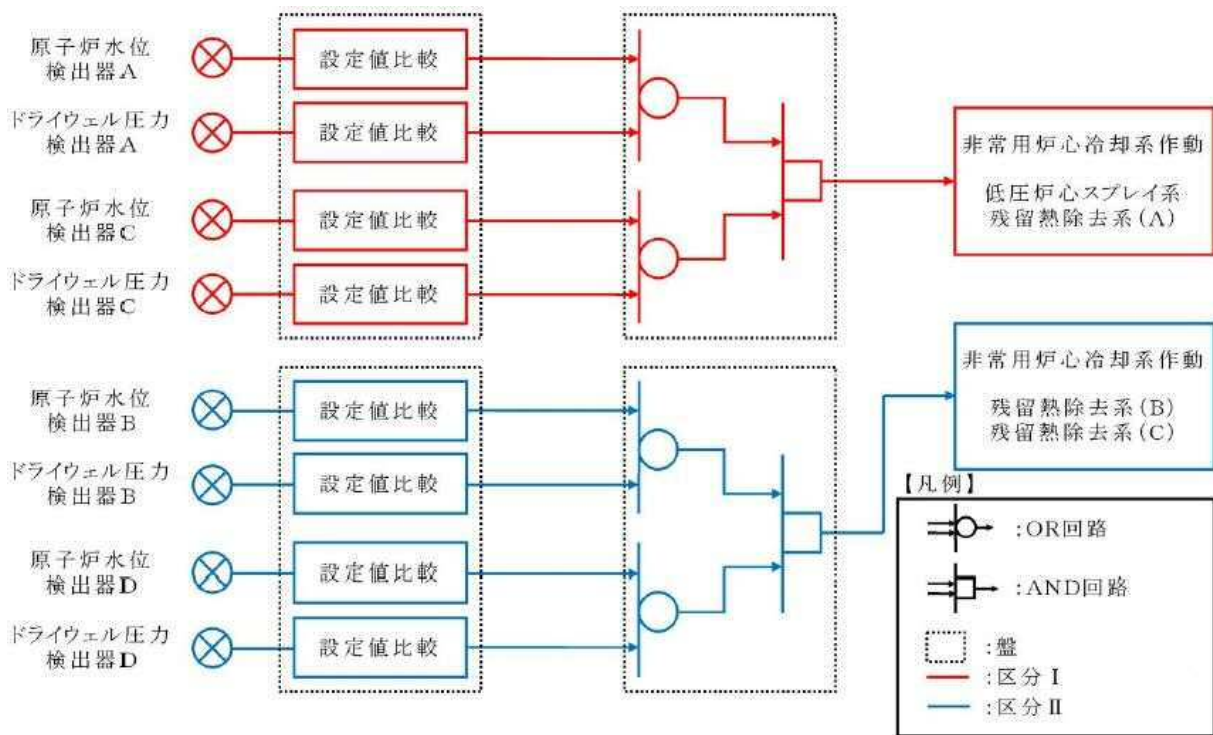 原子炉水位
検出器A
設定値比較
ドライウェル圧力
検出器A
設定値比較
原子炉水位
検出器C
設定値比較
ドライウェル圧力
検出器C
設定値比較
非常用炉心冷却系作動
低圧炉心スプレイ系
残留熱除去系(A)
原子炉水位
検出器B
設定値比較
ドライウェル圧力
検出器B
設定値比較
原子炉水位
検出器D
設定値比較
ドライウェル圧力
検出器D
設定値比較
非常用炉心冷却系作動
残留熱除去系(B)
残留熱除去系(C)
【凡例】
:OR回路
:AND回路
:盤
:区分Ⅰ
:区分Ⅱ